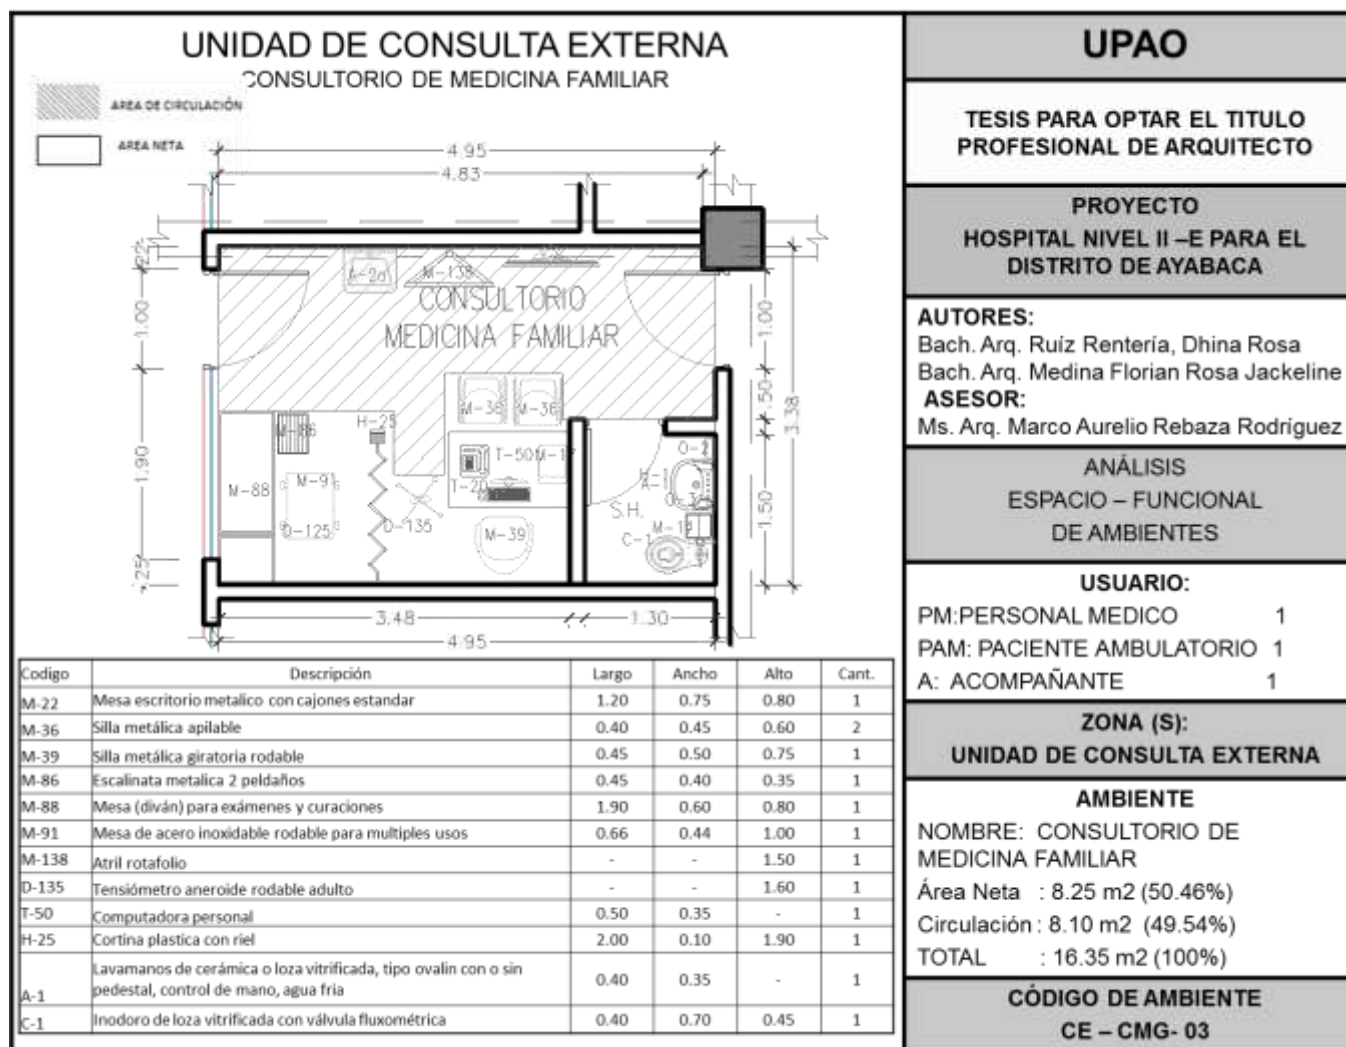 UNIDAD DE CONSULTA EXTERNA
CONSULTORIO DE MEDICINA FAMILIAR
AREA DE CIRCULACIÓN
AREA NETA
4.95
4.83
A-2a
M-138
CONSULTORIO
MEDICINA FAMILIAR
1.00
1.00
.50
3.38
M-36
M-36
M-86
H-25
1.90
M-88
M-91
D-125
D-135
T-50
M-39
S.H.
C-1
O-2
1.50
.25
3.48
1.30
4.95
Codigo Descripción Largo Ancho Alto Cant.
M-22 Mesa escritorio metalico con cajones estandar 1.20 0.75 0.80 1
M-36 Silla metálica apilable 0.40 0.45 0.60 2
M-39 Silla metálica giratoria rodable 0.45 0.50 0.75 1
M-86 Escalinata metalica 2 peldaños 0.45 0.40 0.35 1
M-88 Mesa (diván) para exámenes y curaciones 1.90 0.60 0.80 1
M-91 Mesa de acero inoxidable rodable para multiples usos 0.66 0.44 1.00 1
M-138 Atril rotafolio - - 1.50 1
D-135 Tensiómetro aneroide rodable adulto - - 1.60 1
T-50 Computadora personal 0.50 0.35 - 1
H-25 Cortina plastica con riel 2.00 0.10 1.90 1
Lavamanos de cerámica o loza vitrificada, tipo ovalin con o sin
A-1 pedestal, control de mano, agua fria 0.40 0.35 - 1
C-1 Inodoro de loza vitrificada con válvula fluxométrica 0.40 0.70 0.45 1
UPAO
TESIS PARA OPTAR EL TITULO
PROFESIONAL DE ARQUITECTO
PROYECTO
HOSPITAL NIVEL II –E PARA EL
DISTRITO DE AYABACA
AUTORES:
Bach. Arq. Ruíz Rentería, Dhina Rosa
Bach. Arq. Medina Florian Rosa Jackeline
ASESOR:
Ms. Arq. Marco Aurelio Rebaza Rodríguez
ANÁLISIS
ESPACIO – FUNCIONAL
DE AMBIENTES
USUARIO:
PM:PERSONAL MEDICO 1
PAM: PACIENTE AMBULATORIO 1
A: ACOMPAÑANTE 1
ZONA (S):
UNIDAD DE CONSULTA EXTERNA
AMBIENTE
NOMBRE: CONSULTORIO DE
MEDICINA FAMILIAR
Área Neta : 8.25 m2 (50.46%)
Circulación : 8.10 m2 (49.54%)
TOTAL : 16.35 m2 (100%)
CÓDIGO DE AMBIENTE
CE – CMG- 03